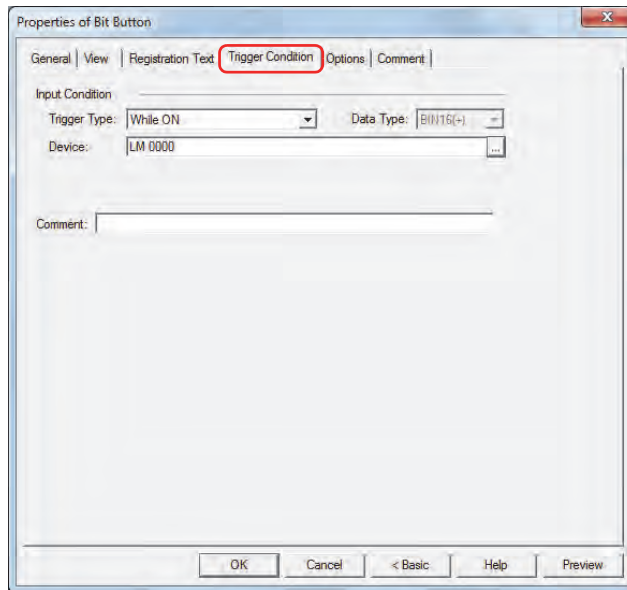 Properties of Bit Button
X
General View Registration Text Trigger Condition Options Comment
Input Condition
Trigger Type: While ON Data Type: BIN16(+)
Device: LM 0000 ...
Comment:
OK Cancel < Basic Help Preview